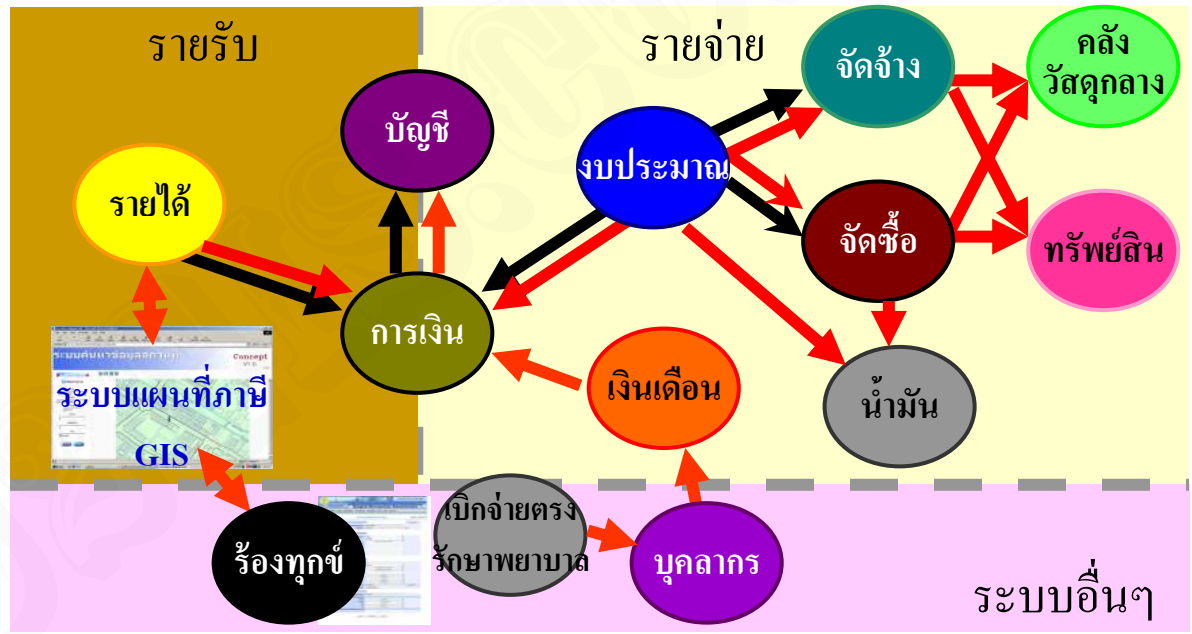 รายรับ
รายจ่าย
จัดจ้าง
คลัง
วัสดุกลาง
บัญชี
งบประมาณ
รายได้
จัดซื้อ
ทรัพย์สิน
การเงิน
Concept
ระบบแผนที่ภาษี
GIS
เงินเดือน
น้ำมัน
เบิกจ่ายตรง
รักษาพยาบาล
ร้องทุกข์
บุคลากร
ระบบอื่นๆ